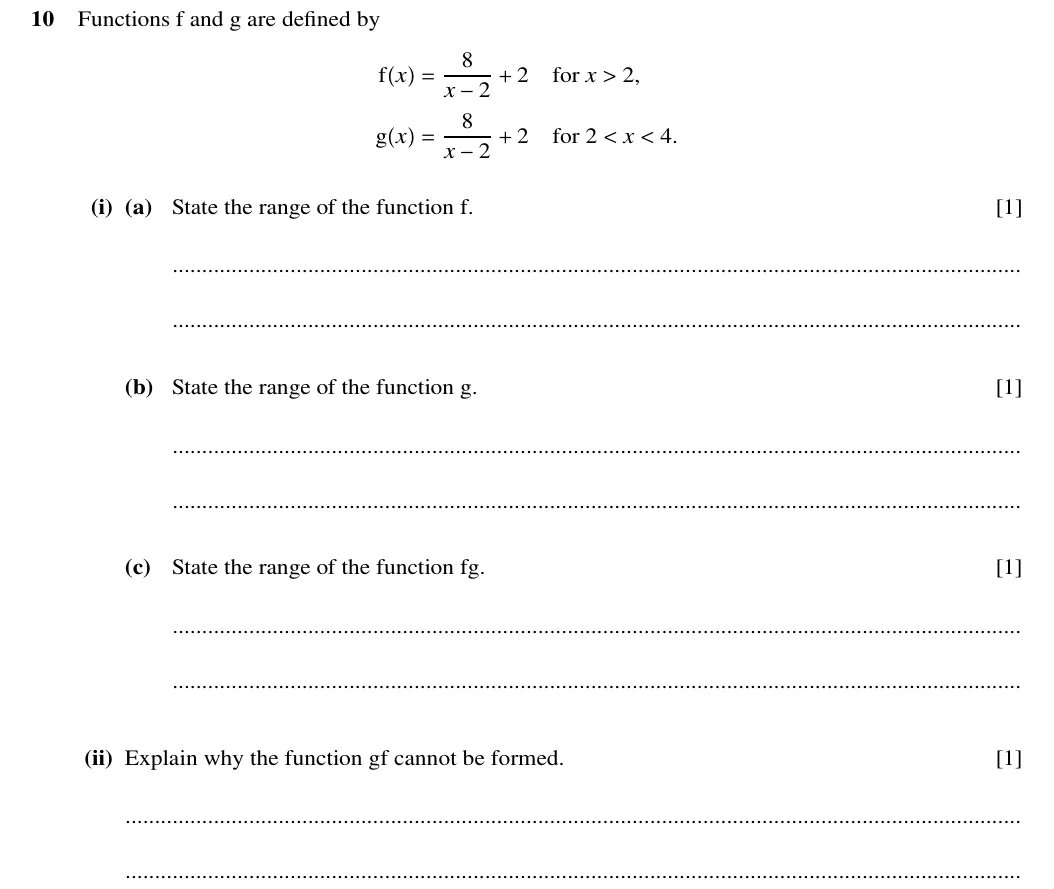 10 Functions f and g are defined by
f(x) = 8/(x − 2) + 2 for x > 2,
g(x) = 8/(x − 2) + 2 for 2 < x < 4.
(i) (a) State the range of the function f. [1]
(b) State the range of the function g. [1]
(c) State the range of the function fg. [1]
(ii) Explain why the function gf cannot be formed. [1]